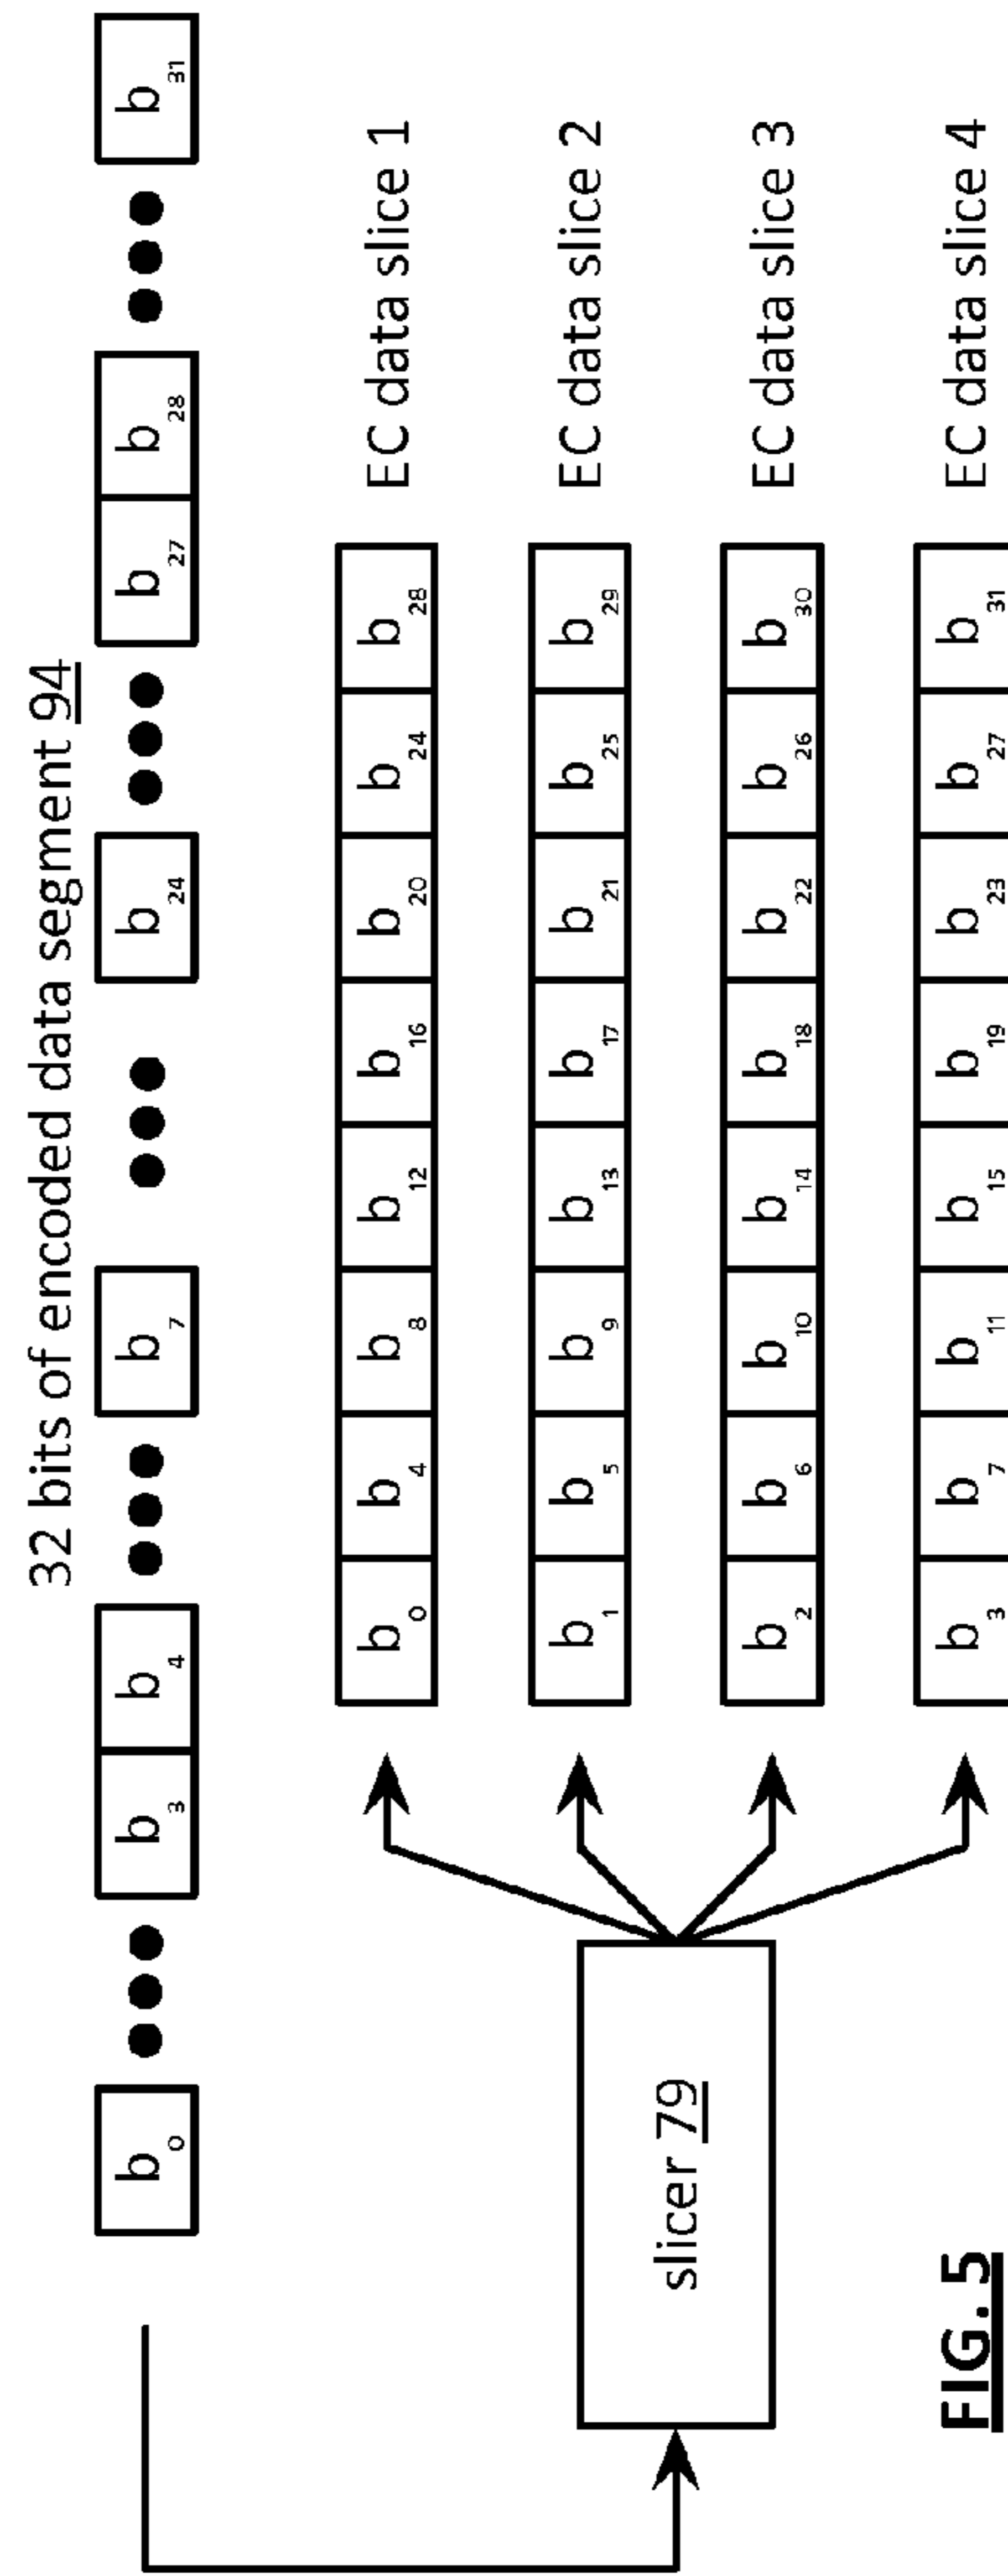 32 bits of encoded data segment 94
b0 ••• b3 b4 ••• b7 ••• b24 ••• b27 b28 ••• b31
b0 b4 b8 b12 b16 b20 b24 b28 EC data slice 1
b1 b5 b9 b13 b17 b21 b25 b29 EC data slice 2
slicer 79
b2 b6 b10 b14 b18 b22 b26 b30 EC data slice 3
b3 b7 b11 b15 b19 b23 b27 b31 EC data slice 4
FIG. 5